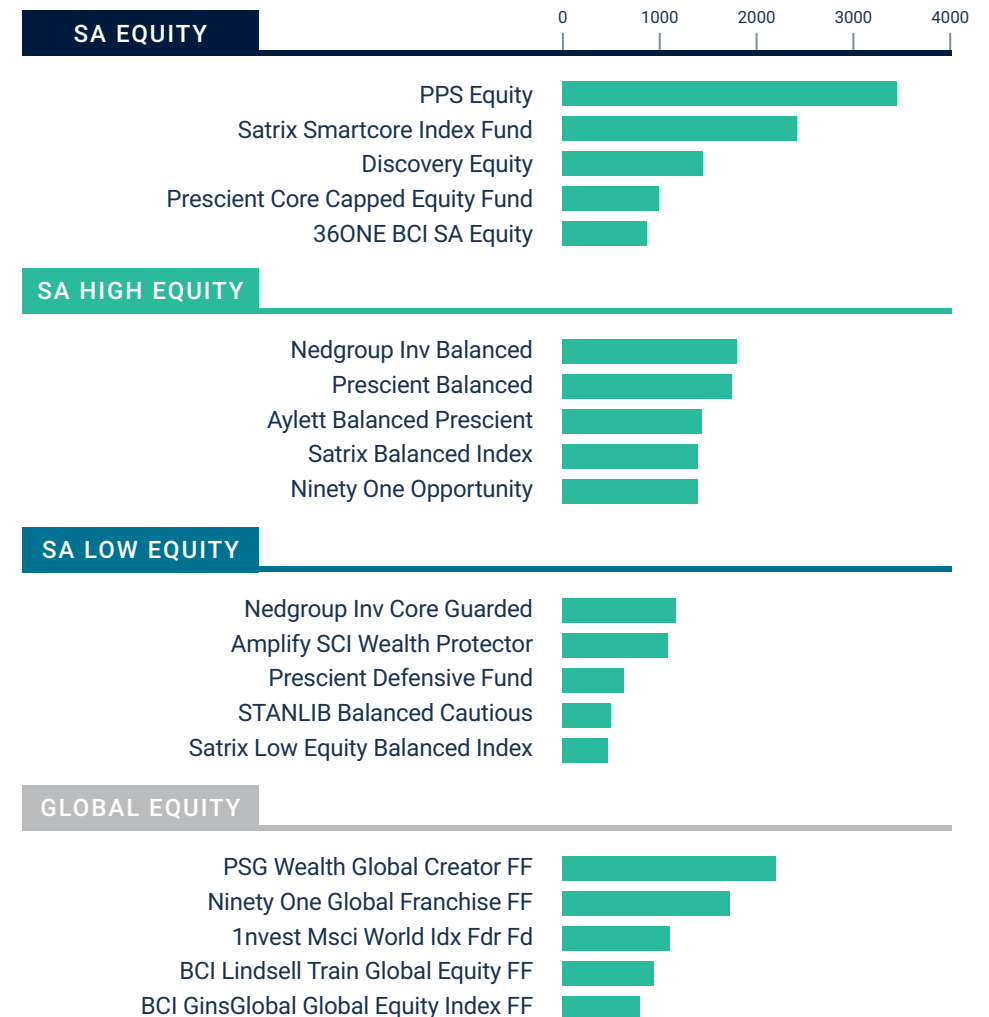 SA EQUITY
0 1000 2000 3000 4000
PPS Equity
Satrix Smartcore Index Fund
Discovery Equity
Prescient Core Capped Equity Fund
36ONE BCI SA Equity
SA HIGH EQUITY
Nedgroup Inv Balanced
Prescient Balanced
Aylett Balanced Prescient
Satrix Balanced Index
Ninety One Opportunity
SA LOW EQUITY
Nedgroup Inv Core Guarded
Amplify SCI Wealth Protector
Prescient Defensive Fund
STANLIB Balanced Cautious
Satrix Low Equity Balanced Index
GLOBAL EQUITY
PSG Wealth Global Creator FF
Ninety One Global Franchise FF
1nvest Msci World Idx Fdr Fd
BCI Lindsell Train Global Equity FF
BCI GinsGlobal Global Equity Index FF